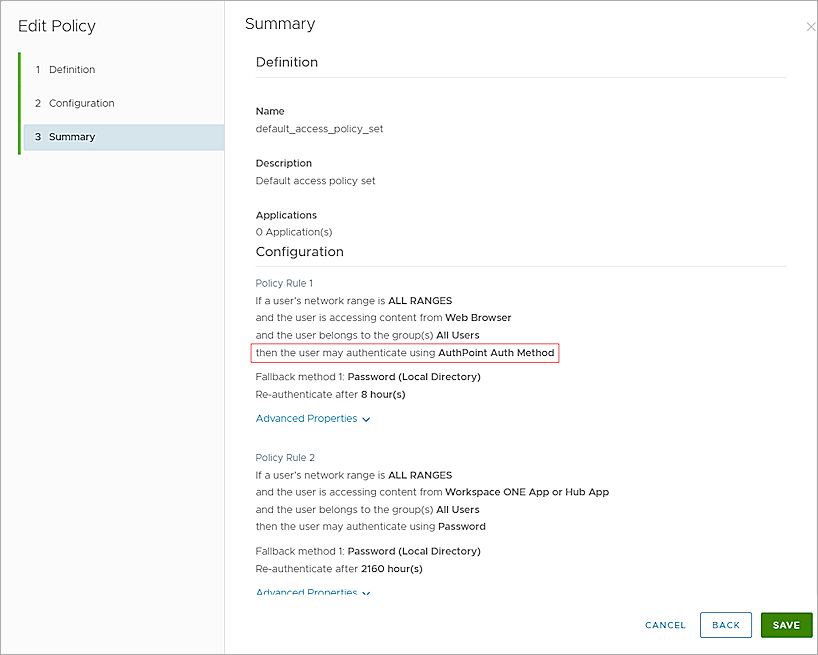 Edit Policy
1 Definition
2 Configuration
3 Summary
Summary
Definition
Name
default_access_policy_set
Description
Default access policy set
Applications
0 Application(s)
Configuration
Policy Rule 1
If a user's network range is ALL RANGES
and the user is accessing content from Web Browser
and the user belongs to the group(s) All Users
then the user may authenticate using AuthPoint Auth Method
Fallback method 1: Password (Local Directory)
Re-authenticate after 8 hour(s)
Advanced Properties
Policy Rule 2
If a user's network range is ALL RANGES
and the user is accessing content from Workspace ONE App or Hub App
and the user belongs to the group(s) All Users
then the user may authenticate using Password
Fallback method 1: Password (Local Directory)
Re-authenticate after 2160 hour(s)
Advanced Properties
CANCEL
BACK
SAVE